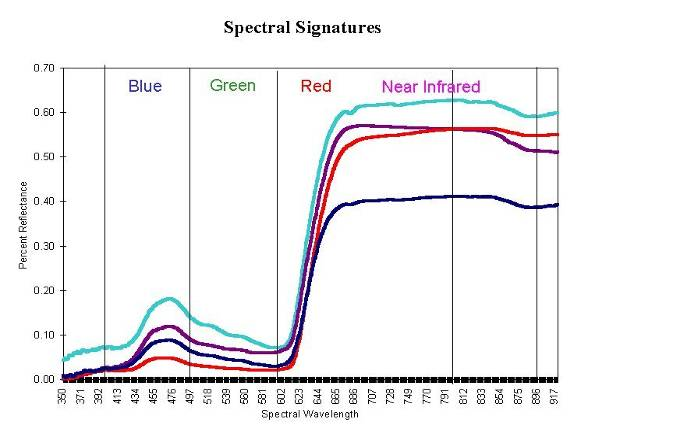 Spectral Signatures
0.70
Blue Green Red Near Infrared
0.60
0.50
0.40
0.30
0.20
0.10
0.00
Percent Reflectance
350 371 392 413 434 455 476 497 518 539 560 581 602 623 644 665 686 707 728 749 770 791 812 833 854 875 896 917
Spectral Wavelength